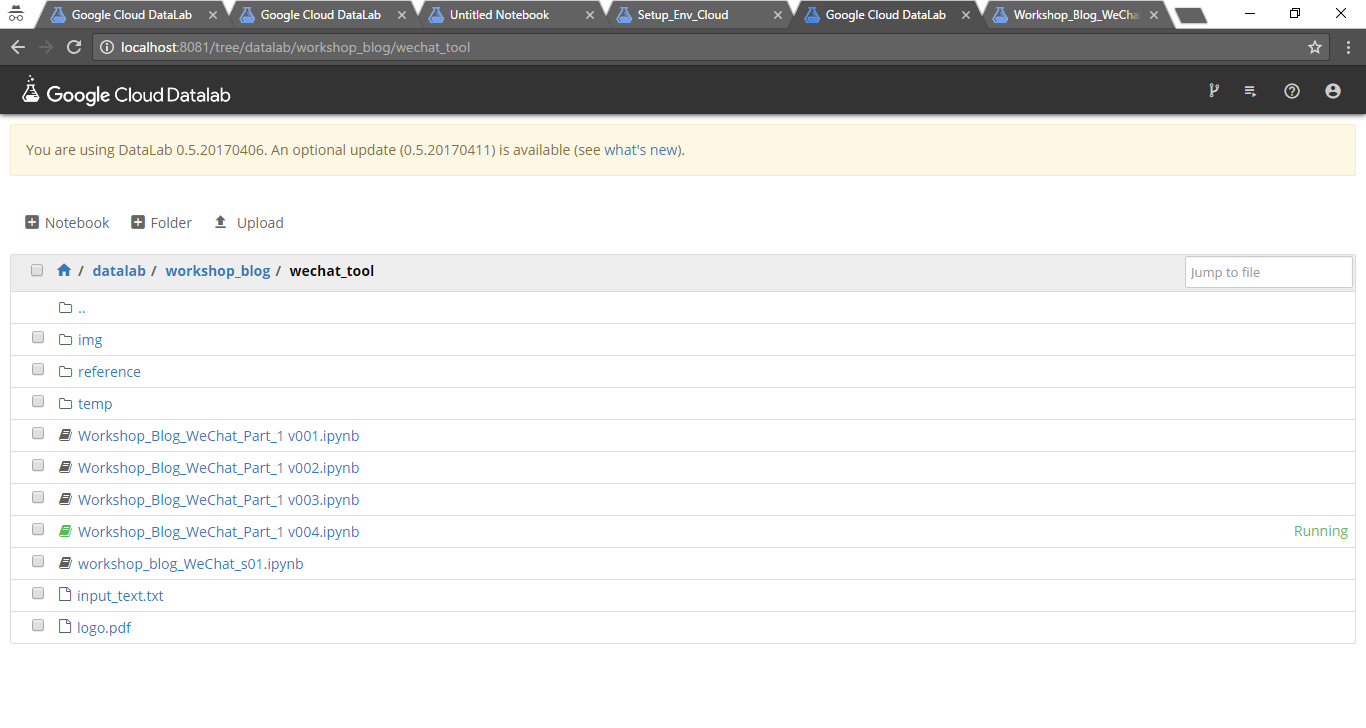 Google Cloud DataLab Google Cloud DataLab Untitled Notebook Setup_Env_Cloud Google Cloud DataLab Workshop_Blog_WeCha
localhost:8081/tree/datalab/workshop_blog/wechat_tool
Google Cloud Datalab
You are using DataLab 0.5.20170406. An optional update (0.5.20170411) is available (see what's new).
Notebook Folder Upload
/ datalab / workshop_blog / wechat_tool Jump to file
..
img
reference
temp
Workshop_Blog_WeChat_Part_1 v001.ipynb
Workshop_Blog_WeChat_Part_1 v002.ipynb
Workshop_Blog_WeChat_Part_1 v003.ipynb
Workshop_Blog_WeChat_Part_1 v004.ipynb Running
workshop_blog_WeChat_s01.ipynb
input_text.txt
logo.pdf